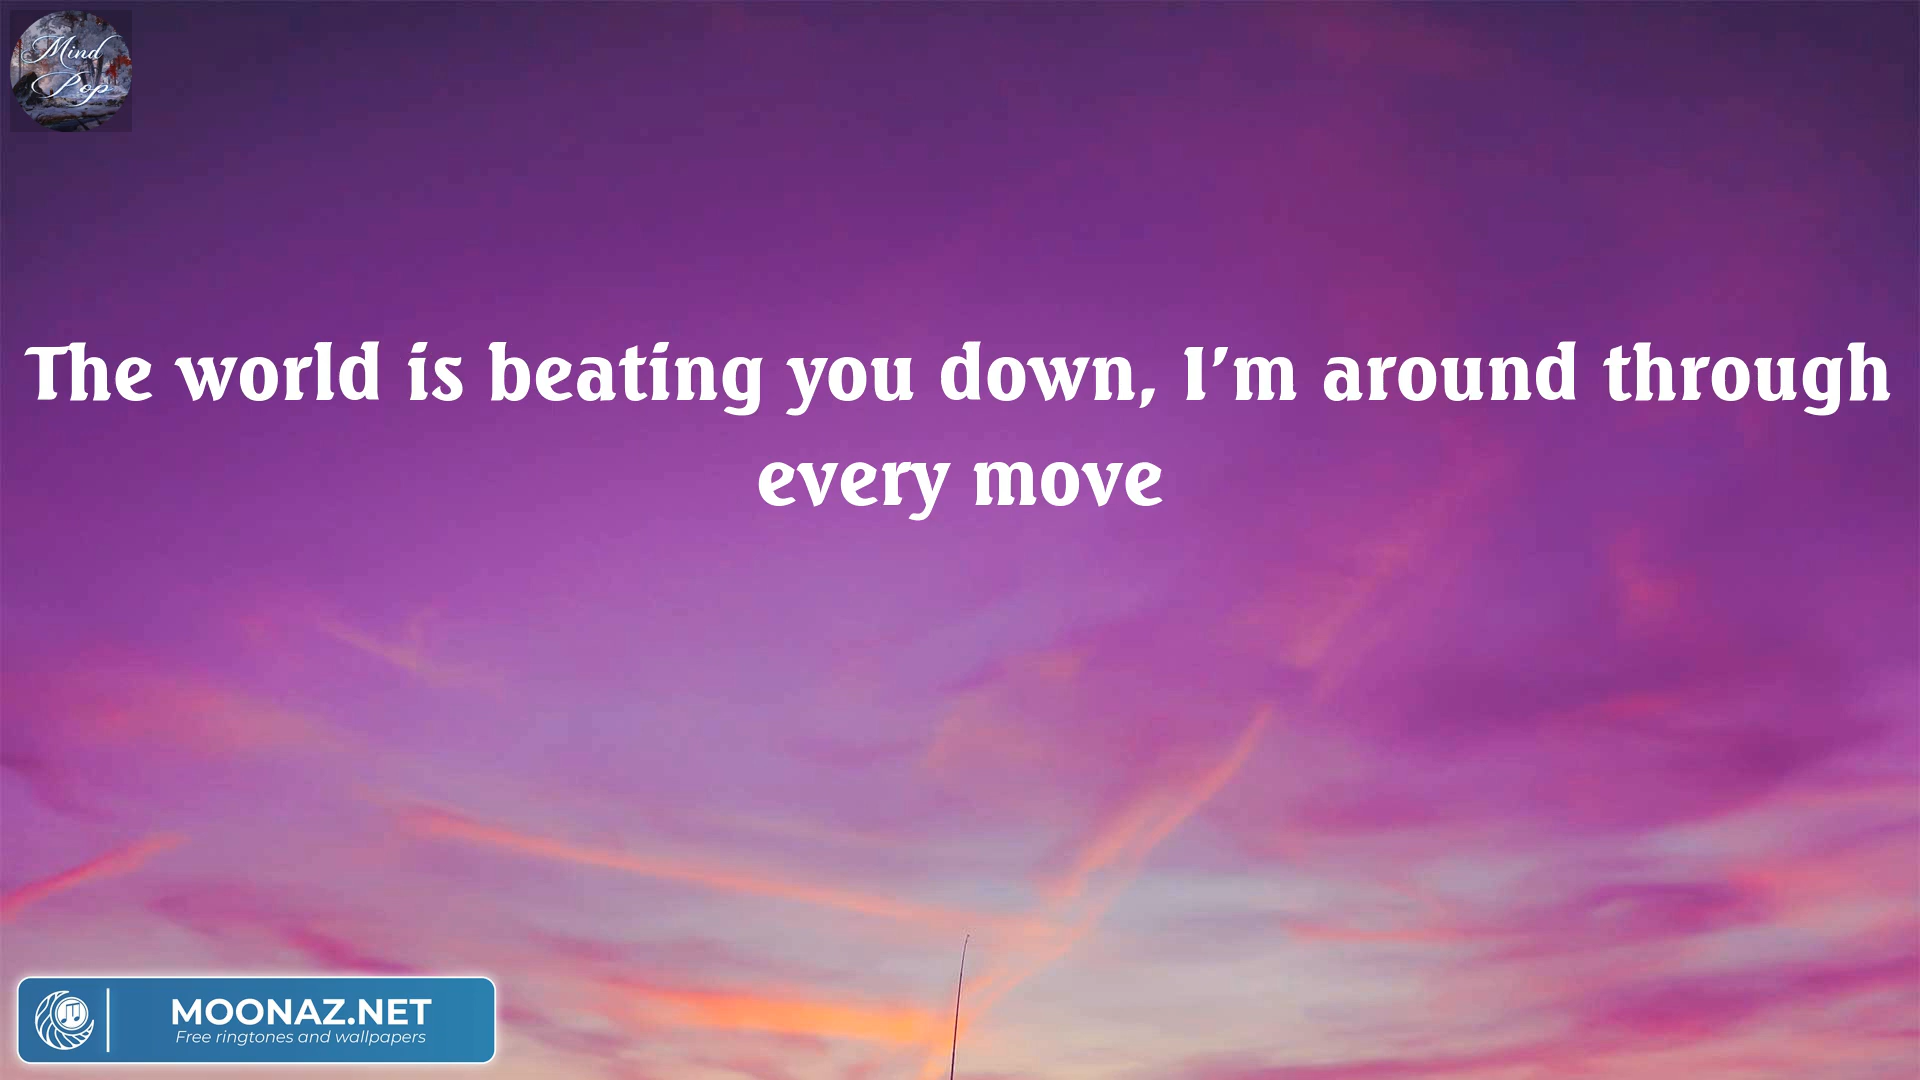 Mind
Pop
The world is beating you down, I'm around through
every move
MOONAZ.NET
Free ringtones and wallpapers